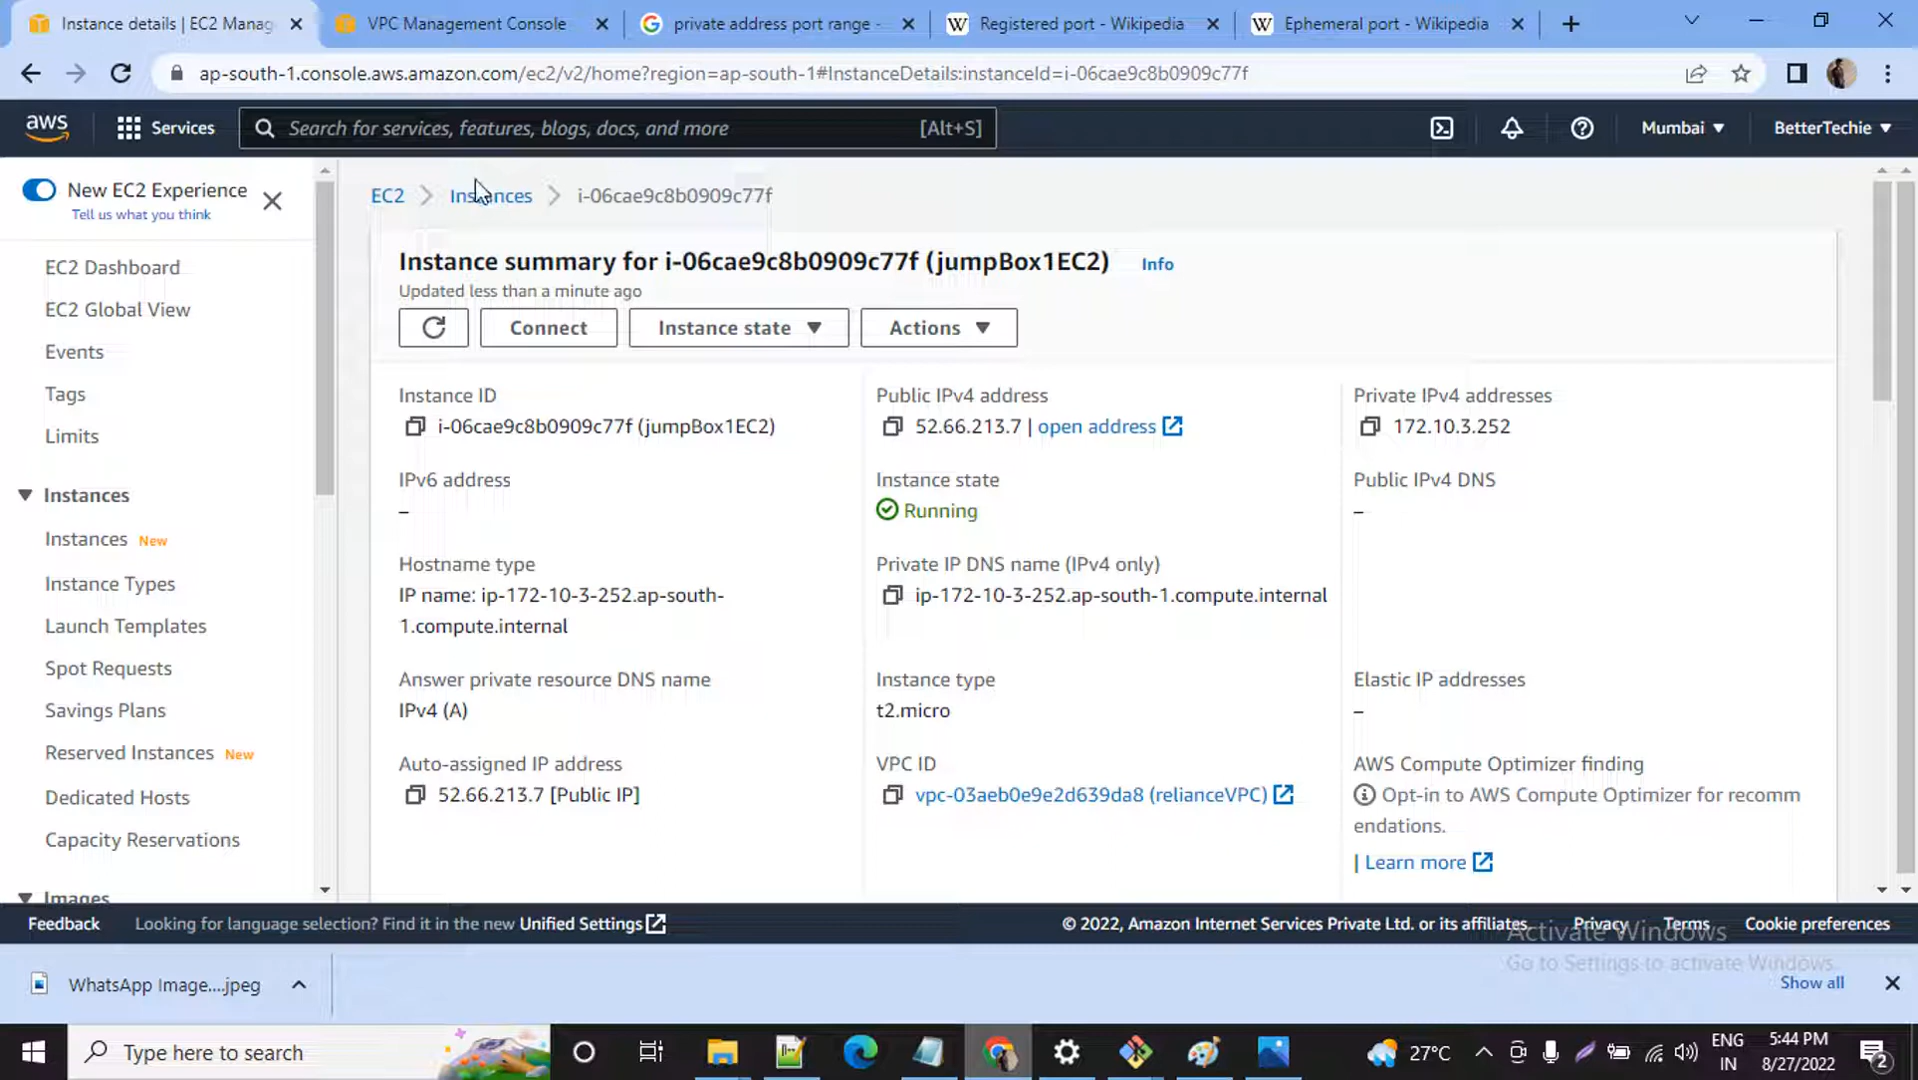 Instance details | EC2 Manag
VPC Management Console
private address port range -
Registered port - Wikipedia
Ephemeral port - Wikipedia
ap-south-1.console.aws.amazon.com/ec2/v2/home?region=ap-south-1#InstanceDetails:instanceId=i-06cae9c8b0909c77f
aws
Services
Search for services, features, blogs, docs, and more
[Alt+S]
Mumbai
BetterTechie
New EC2 Experience
Tell us what you think
EC2 Dashboard
EC2 Global View
Events
Tags
Limits
Instances
Instances New
Instance Types
Launch Templates
Spot Requests
Savings Plans
Reserved Instances New
Dedicated Hosts
Capacity Reservations
Images
EC2 > Instances > i-06cae9c8b0909c77f
Instance summary for i-06cae9c8b0909c77f (jumpBox1EC2) Info
Updated less than a minute ago
Connect
Instance state
Actions
Instance ID
i-06cae9c8b0909c77f (jumpBox1EC2)
Public IPv4 address
52.66.213.7 | open address
Private IPv4 addresses
172.10.3.252
IPv6 address
–
Instance state
Running
Public IPv4 DNS
–
Hostname type
IP name: ip-172-10-3-252.ap-south-
1.compute.internal
Private IP DNS name (IPv4 only)
ip-172-10-3-252.ap-south-1.compute.internal
Answer private resource DNS name
IPv4 (A)
Instance type
t2.micro
Elastic IP addresses
–
Auto-assigned IP address
52.66.213.7 [Public IP]
VPC ID
vpc-03aeb0e9e2d639da8 (relianceVPC)
AWS Compute Optimizer finding
Opt-in to AWS Compute Optimizer for recomm
endations.
| Learn more
Feedback
Looking for language selection? Find it in the new Unified Settings
© 2022, Amazon Internet Services Private Ltd. or its affiliates.
Privacy
Terms
Cookie preferences
Activate Windows
Go to Settings to activate Windows.
WhatsApp Image....jpeg
Show all
Type here to search
27°C
ENG
IN
5:44 PM
8/27/2022
2